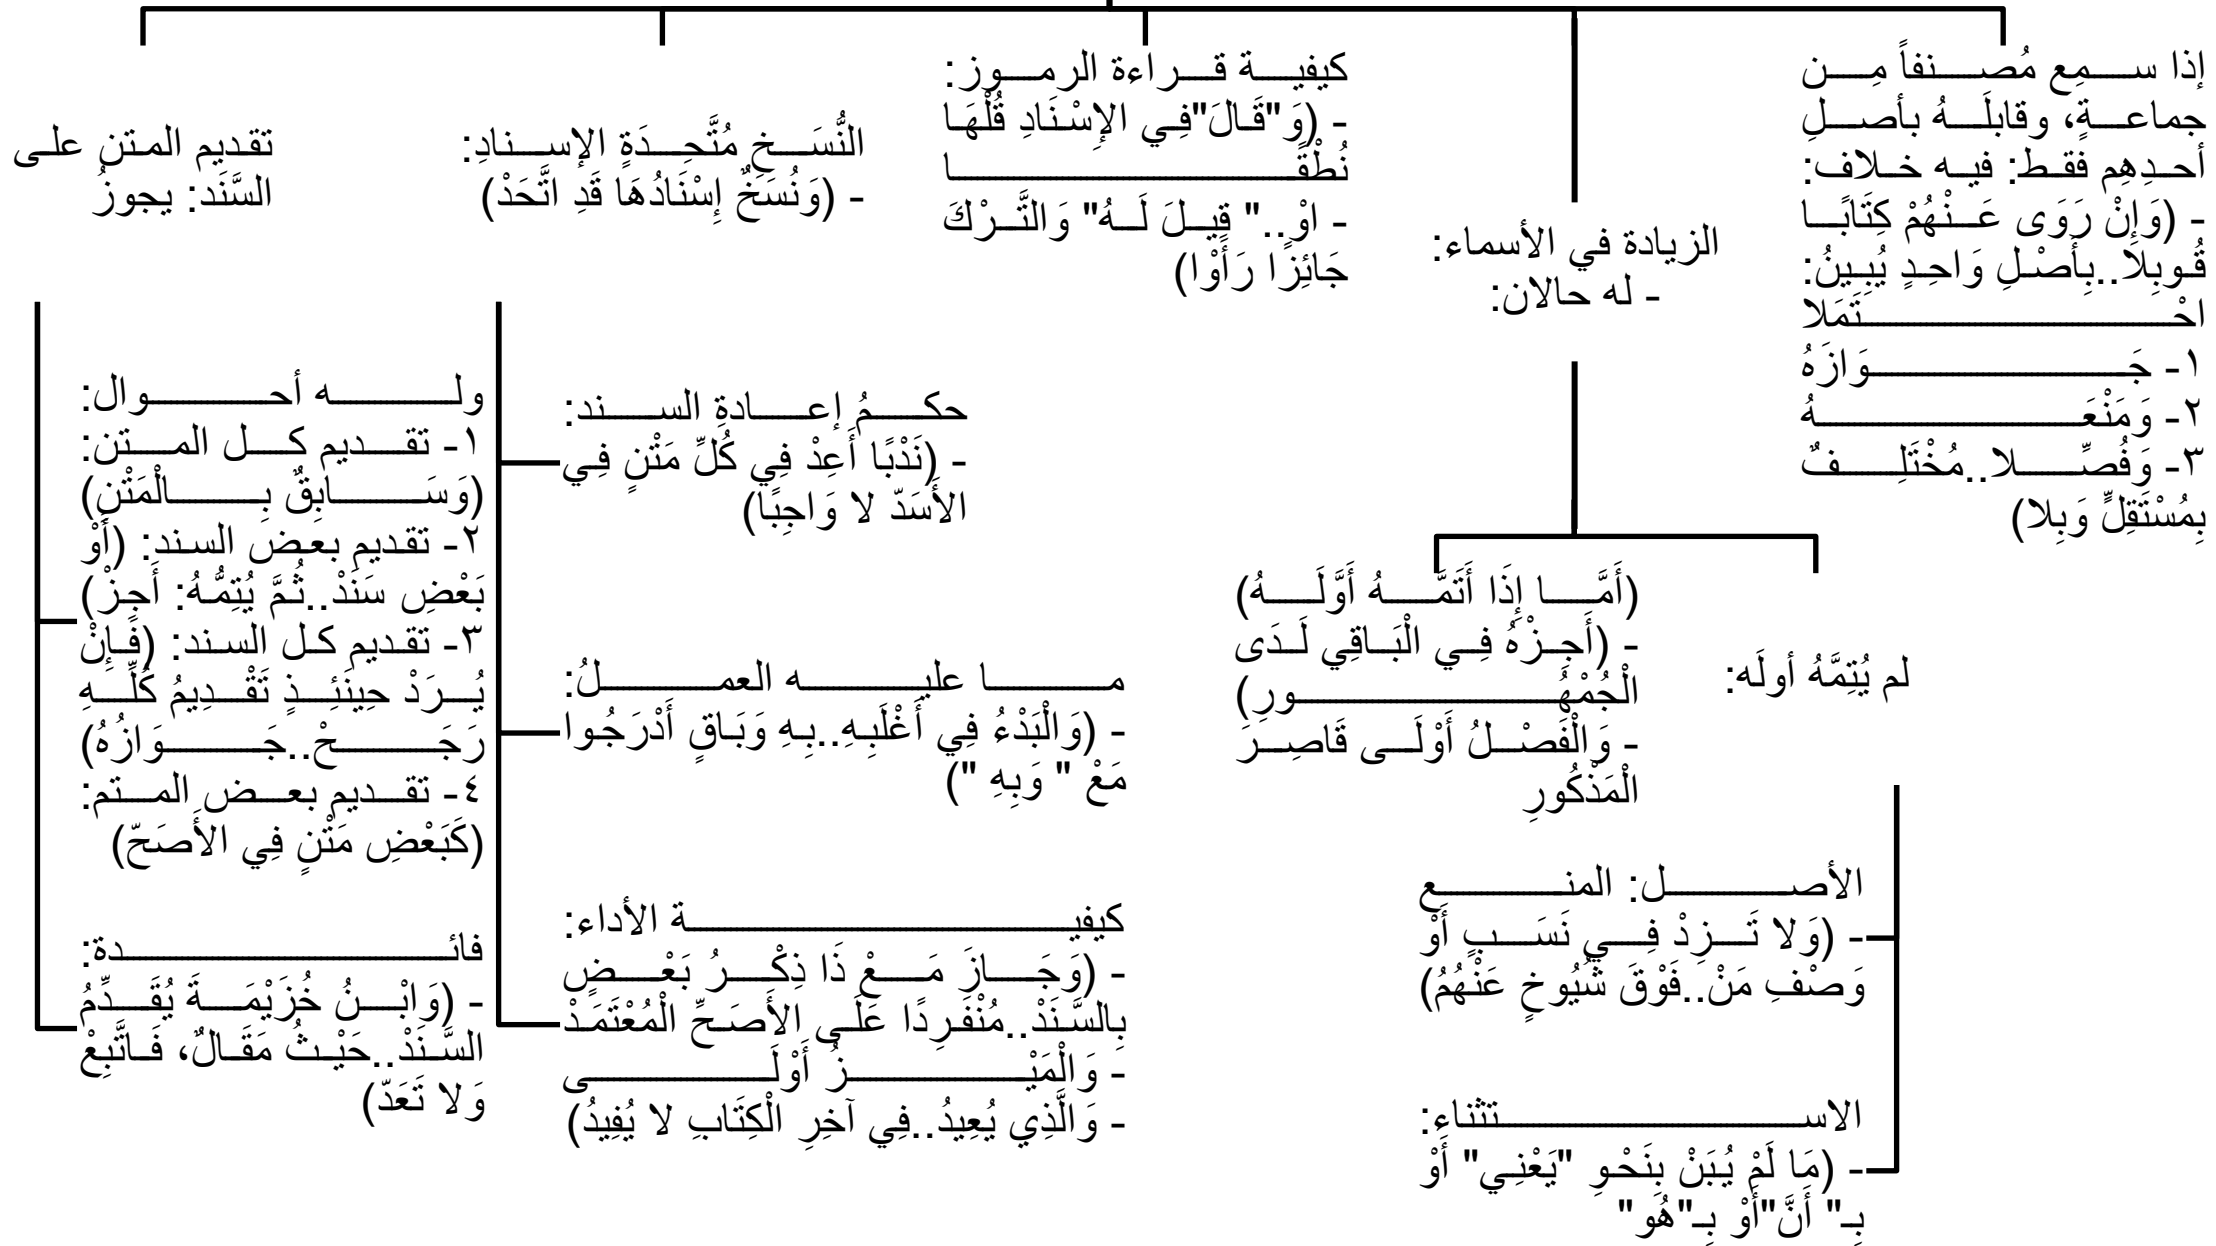 إذا سمِع مُصنفاً مِن
جماعةٍ، وقابلَهُ بأصلِ
أحدِهِم فقط: فيه خلاف:
- (وَإِنْ رَوَى عَنْهُمْ كِتَابًا
قُوبِلَا..بِأَصْلِ وَاحِدٍ يُبِينُ:
احْتَمَلا
١- جَوَازَهُ
٢- وَمَنْعَهُ
٣- وَفُصِّلا..مُخْتَلِفٌ
بِمُسْتَقِلٍّ وَبِلا)
الزيادة في الأسماء:
- له حالان:
لم يُتِمَّهُ أولَه:
الأصل: المنع
- (وَلا تَزِدْ فِي نَسَبٍ أَوْ
وَصْفِ مَنْ..فَوْقَ شُيُوخٍ عَنْهُمُ)
الاستثناء:
- (مَا لَمْ يُبَنْ بِنَحْوِ "يَعْنِي" أَوْ
بِـ" أَنَّ"أَوْ بِـ"هُو"
(أَمَّا إِذَا أَتَمَّهُ أَوَّلَهُ)
- (أَجِزْهُ فِي الْبَاقِي لَدَى
الْجُمْهُورِ)
- وَالْفَصْلُ أَوْلَى قَاصِرَ
الْمَذْكُورِ
كيفية قراءة الرموز:
- (وَ"قَالَ"فِي الإِسْنَادِ قُلْهَا
نُطْقًا
- اوْ.." قِيلَ لَهُ" وَالتَّرْكَ
جَائِزًا رَأَوْا)
النُّسَخِ مُتَّحِدَةٍ الإسنادِ:
- (وَنُسَخٌ إِسْنَادُهَا قَدِ اتَّحَدْ)
حكمُ إعادةِ السند:
- (نَدْبًا أَعِدْ فِي كُلِّ مَتْنٍ فِي
الأَسَدّ لا وَاجِبًا)
ما عليه العملُ:
- (وَالْبَدْءُ فِي أَغْلَبِهِ..بِهِ وَبَاقٍ أَدْرَجُوا
مَعْ " وَبِهِ ")
كيفية الأداء:
- (وَجَازَ مَعْ ذَا ذِكْرُ بَعْضٍ
بِالسَّنَدْ..مُنْفَرِدًا عَلَى الأَصَحِّ الْمُعْتَمَدْ
- وَالْمَيْزُ أَوْلَى
- وَالَّذِي يُعِيدُ..فِي آخِرِ الْكِتَابِ لا يُفِيدُ)
تقديم المتن على
السَّنَد: يجوزُ
وله أحوال:
١- تقديم كل المتن:
(وَسَابِقٌ بِالْمَتْنِ)
٢- تقديم بعض السند: (أَوْ
بَعْضِ سَنَدْ..ثُمَّ يُتِمُّهُ: أَجِزْ)
٣- تقديم كل السند: (فَإِنْ
يُرَدْ حِينَئِذٍ تَقْدِيمُ كُلِّهِ
رَجَحْ..جَوَازُهُ)
٤- تقديم بعض المتم:
(كَبَعْضِ مَتْنٍ فِي الأَصَحّ)
فائدة:
- (وَابْنُ خُزَيْمَةَ يُقَدِّمُ
السَّنَدْ..حَيْثُ مَقَالٌ، فَاتَّبِعْ
وَلا تَعَدّ)